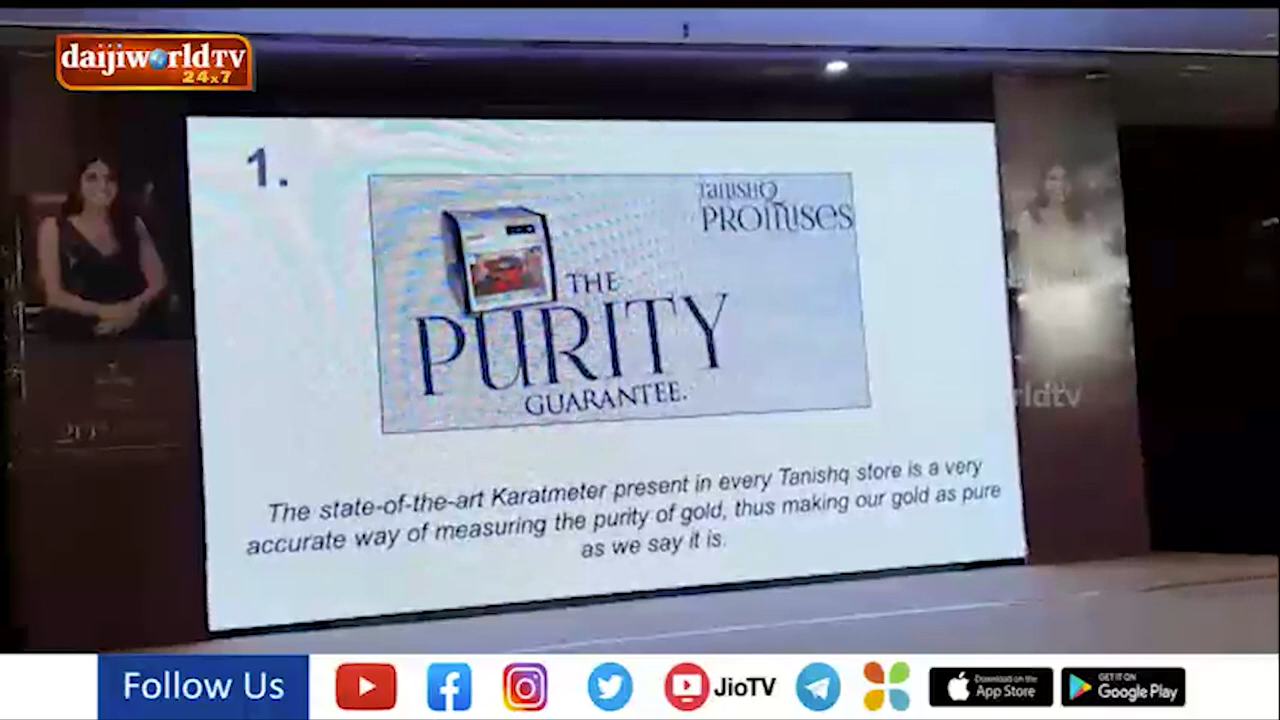 daijiworldTV
24x7
1.
TANISHQ
PROMISES
THE
PURITY
GUARANTEE.
The state-of-the-art Karatmeter present in every Tanishq store is a very
accurate way of measuring the purity of gold, thus making our gold as pure
as we say it is.
rldtv
Follow Us
JioTV
Download on the
App Store
GET IT ON
Google Play